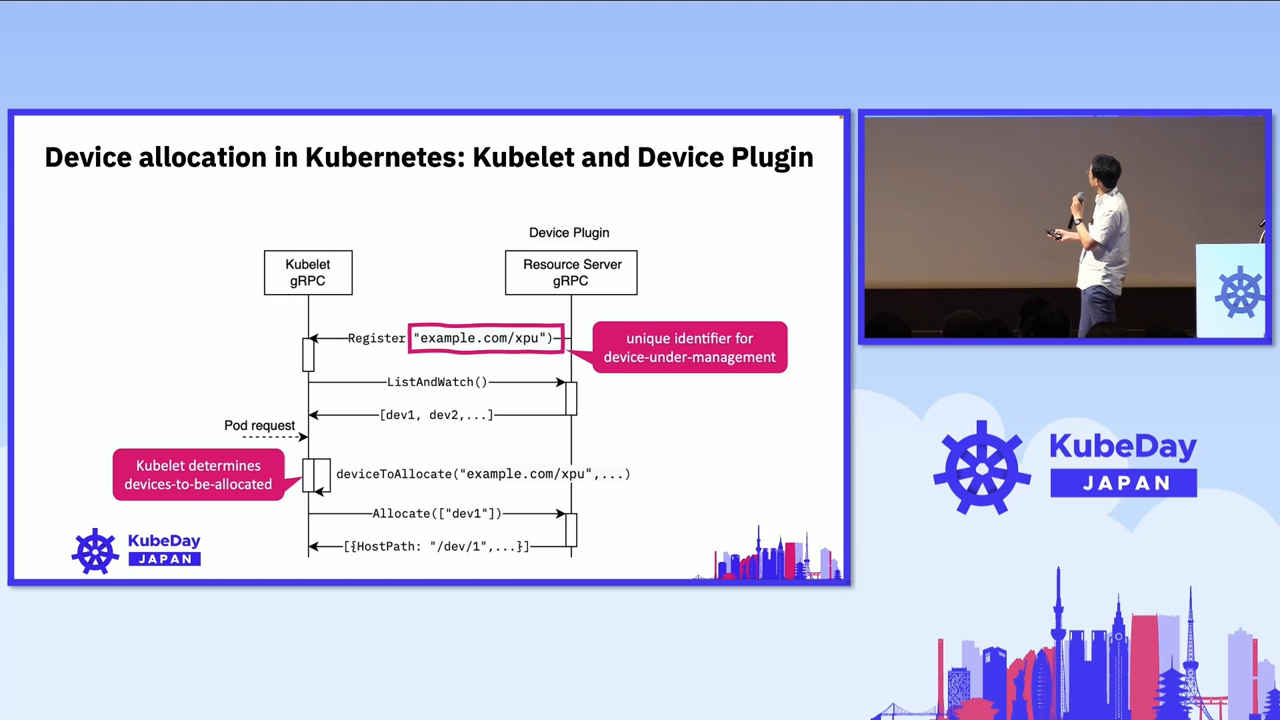 Device allocation in Kubernetes: Kubelet and Device Plugin
Device Plugin
Kubelet
gRPC
Resource Server
gRPC
Register("example.com/xpu")
unique identifier for
device-under-management
ListAndWatch()
[dev1, dev2,...]
Pod request
Kubelet determines
devices-to-be-allocated
deviceToAllocate("example.com/xpu",...)
Allocate(["dev1"])
[{HostPath: "/dev/1",...}]
KubeDay
JAPAN
KubeDay
JAPAN